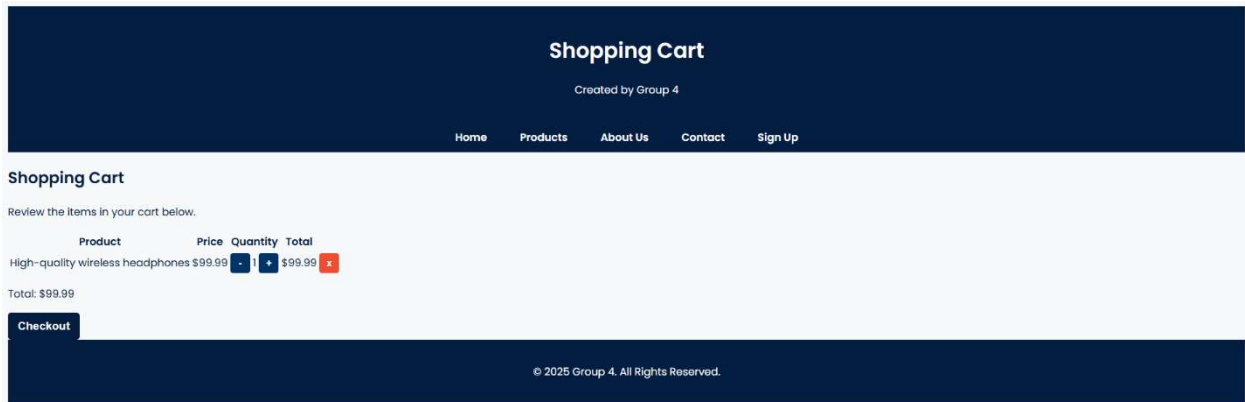 Shopping Cart
Created by Group 4
Home Products About Us Contact Sign Up
Shopping Cart
Review the items in your cart below.
Product Price Quantity Total
High-quality wireless headphones $99.99 - 1 + $99.99 x
Total: $99.99
Checkout
© 2025 Group 4. All Rights Reserved.